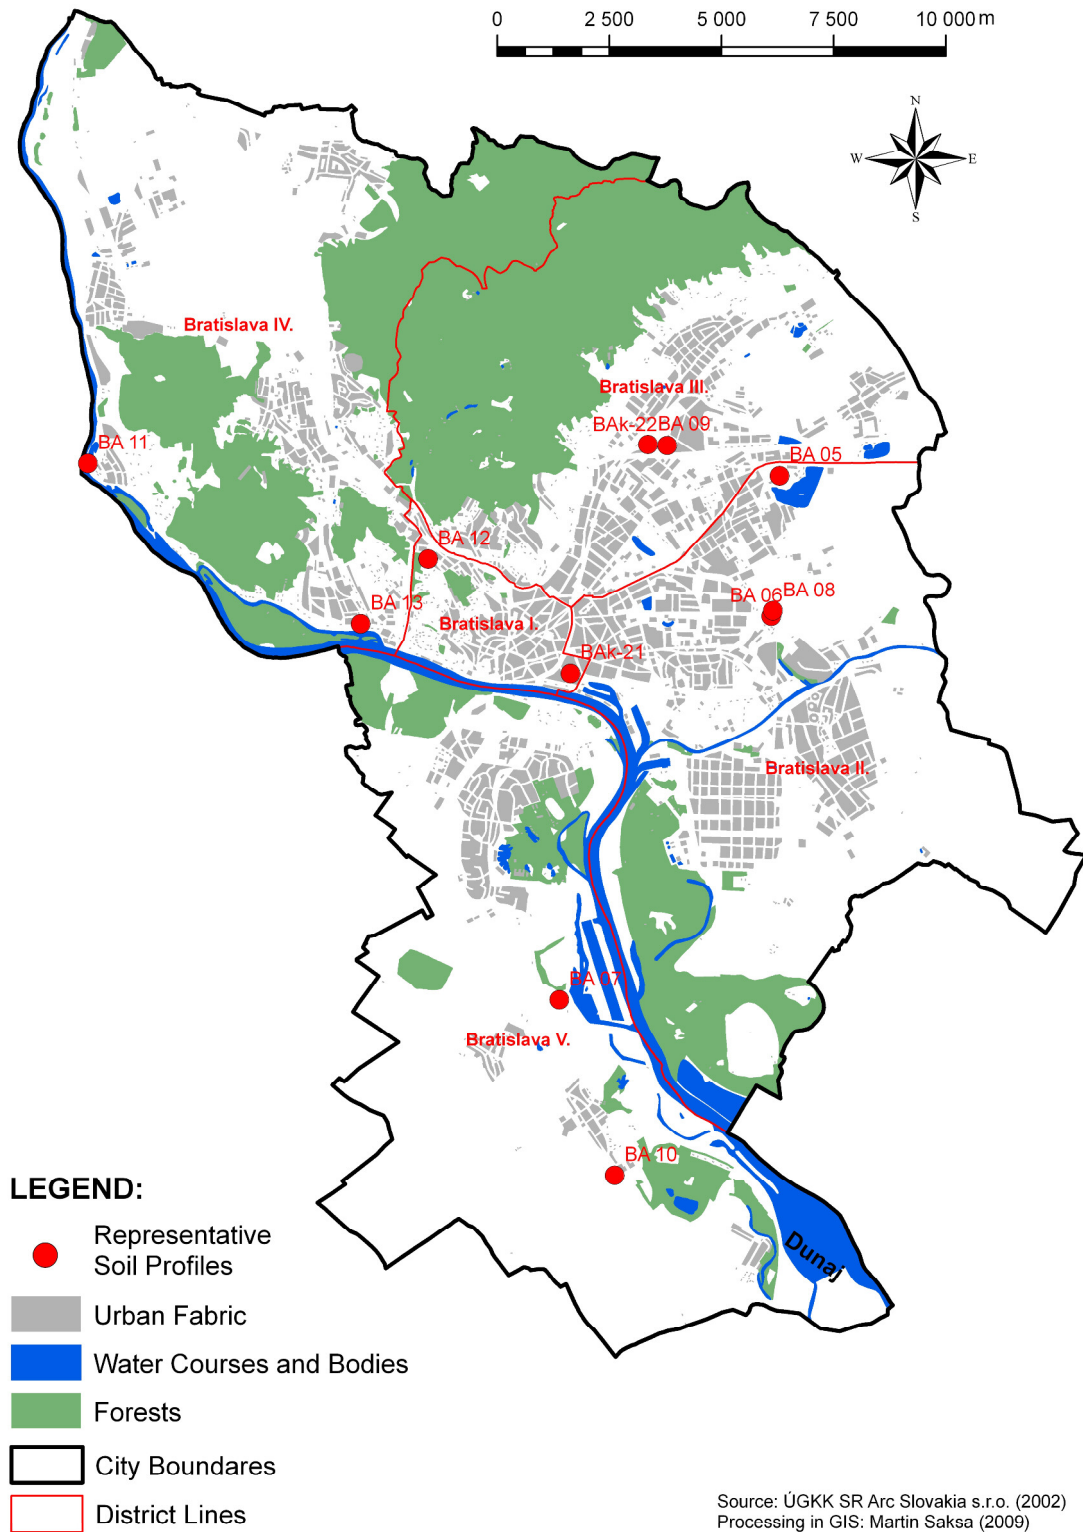 0 2 500 5 000 7 500 10 000 m
N
W E
S
Bratislava IV.
Bratislava III.
BAk-22 BA 09
BA 11
BA 05
BA 12
BA 06 BA 08
BA 13
Bratislava I.
BAk-21
Bratislava II.
BA 07
Bratislava V.
BA 10
Dunaj
LEGEND:
Representative
Soil Profiles
Urban Fabric
Water Courses and Bodies
Forests
City Boundares
District Lines
Source: ÚGKK SR Arc Slovakia s.r.o. (2002)
Processing in GIS: Martin Saksa (2009)